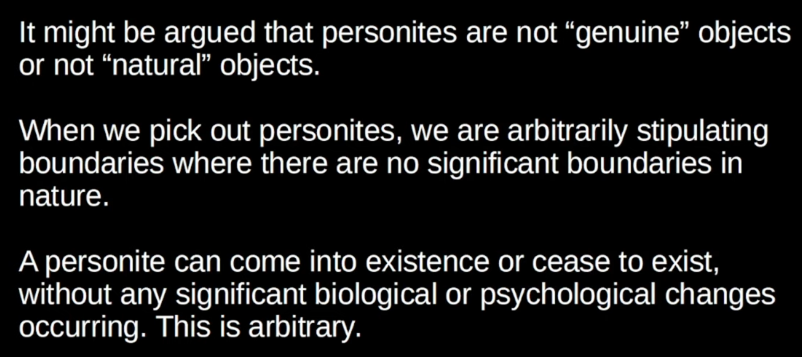 It might be argued that personites are not “genuine” objects
or not “natural” objects.
When we pick out personites, we are arbitrarily stipulating
boundaries where there are no significant boundaries in
nature.
A personite can come into existence or cease to exist,
without any significant biological or psychological changes
occurring. This is arbitrary.